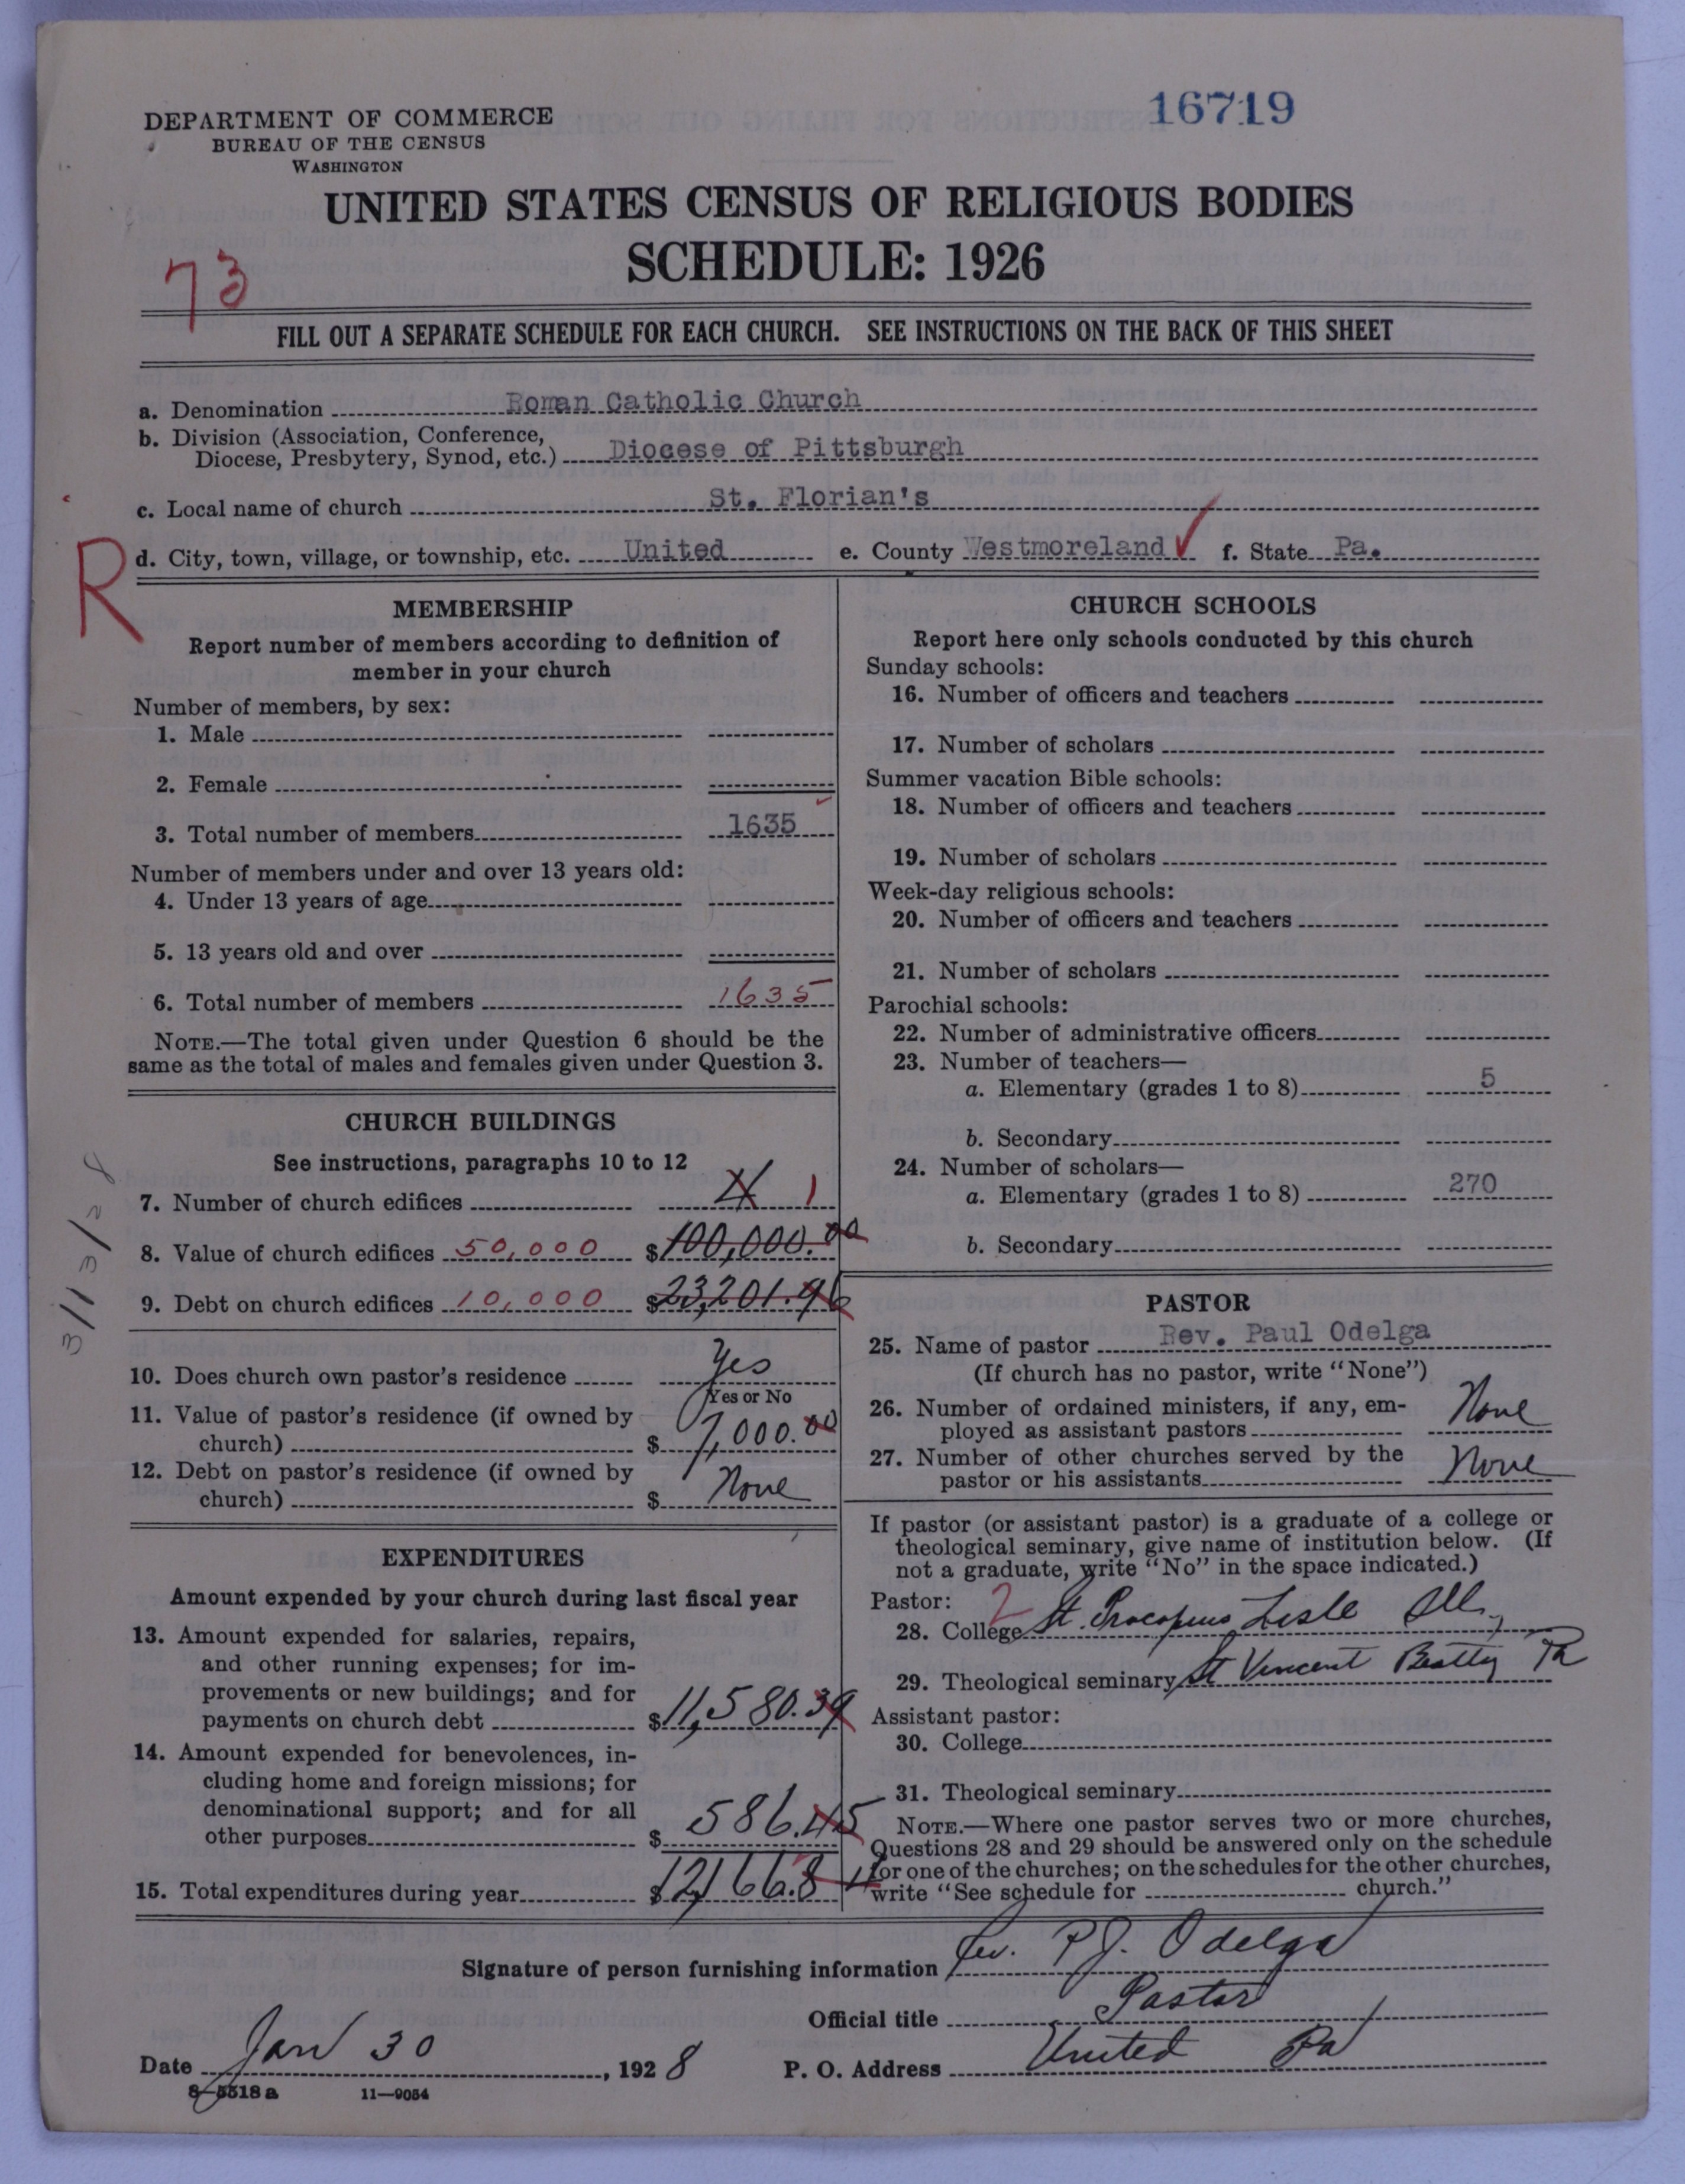 16719
DEPARTMENT OF COMMERCE
BUREAU OF THE CENSUS
WASHINGTON
UNITED STATES CENSUS OF RELIGIOUS BODIES
SCHEDULE: 1926
73
FILL OUT A SEPARATE SCHEDULE FOR EACH CHURCH. SEE INSTRUCTIONS ON THE BACK OF THIS SHEET
a. Denomination Roman Catholic Church
b. Division (Association, Conference,
Diocese, Presbytery, Synod, etc.) Diocese of Pittsburgh
c. Local name of church St. Florian's
R
d. City, town, village, or township, etc. United e. County Westmoreland ✓ f. State Pa.
MEMBERSHIP
Report number of members according to definition of
member in your church
Number of members, by sex:
1. Male
2. Female
3. Total number of members 1635
Number of members under and over 13 years old:
4. Under 13 years of age
5. 13 years old and over
6. Total number of members 1635
NOTE.—The total given under Question 6 should be the
same as the total of males and females given under Question 3.
CHURCH BUILDINGS
See instructions, paragraphs 10 to 12
7. Number of church edifices 4 1
8. Value of church edifices 50,000 $100,000.00
9. Debt on church edifices 10,000 $23,201.96
3/13/28
10. Does church own pastor's residence Yes
Yes or No
11. Value of pastor's residence (if owned by
church) $ 7,000.00
12. Debt on pastor's residence (if owned by
church) $ None
EXPENDITURES
Amount expended by your church during last fiscal year
13. Amount expended for salaries, repairs,
and other running expenses; for im-
provements or new buildings; and for
payments on church debt $11,580.39
14. Amount expended for benevolences, in-
cluding home and foreign missions; for
denominational support; and for all
other purposes $ 586.45
15. Total expenditures during year $12,166.84
CHURCH SCHOOLS
Report here only schools conducted by this church
Sunday schools:
16. Number of officers and teachers
17. Number of scholars
Summer vacation Bible schools:
18. Number of officers and teachers
19. Number of scholars
Week-day religious schools:
20. Number of officers and teachers
21. Number of scholars
Parochial schools:
22. Number of administrative officers
23. Number of teachers—
a. Elementary (grades 1 to 8) 5
b. Secondary
24. Number of scholars—
a. Elementary (grades 1 to 8) 270
b. Secondary
PASTOR
25. Name of pastor Rev. Paul Odelga
(If church has no pastor, write "None")
26. Number of ordained ministers, if any, em-
ployed as assistant pastors None
27. Number of other churches served by the
pastor or his assistants None
If pastor (or assistant pastor) is a graduate of a college or
theological seminary, give name of institution below. (If
not a graduate, write "No" in the space indicated.)
Pastor: 2
28. College St. Procopius Lisle Ill.
29. Theological seminary St Vincent Beatty Pa
Assistant pastor:
30. College
31. Theological seminary
NOTE.—Where one pastor serves two or more churches,
Questions 28 and 29 should be answered only on the schedule
for one of the churches; on the schedules for the other churches,
write "See schedule for church."
Signature of person furnishing information Rev. P.J. Odelga
Official title Pastor
Date Jan 30, 1928 P. O. Address United Pa
8-5518a 11-9054